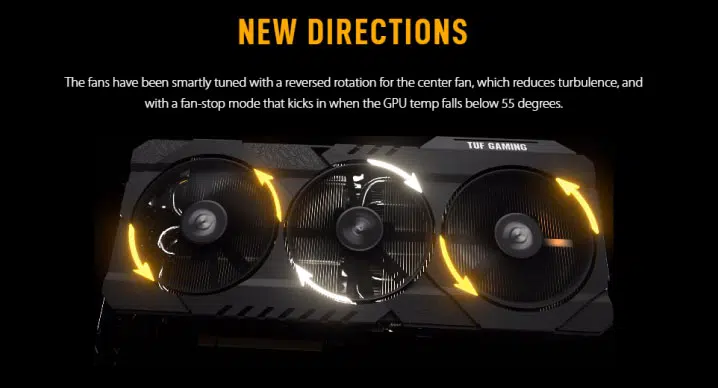 NEW DIRECTIONS
The fans have been smartly tuned with a reversed rotation for the center fan, which reduces turbulence, and
with a fan-stop mode that kicks in when the GPU temp falls below 55 degrees.
TUF GAMING